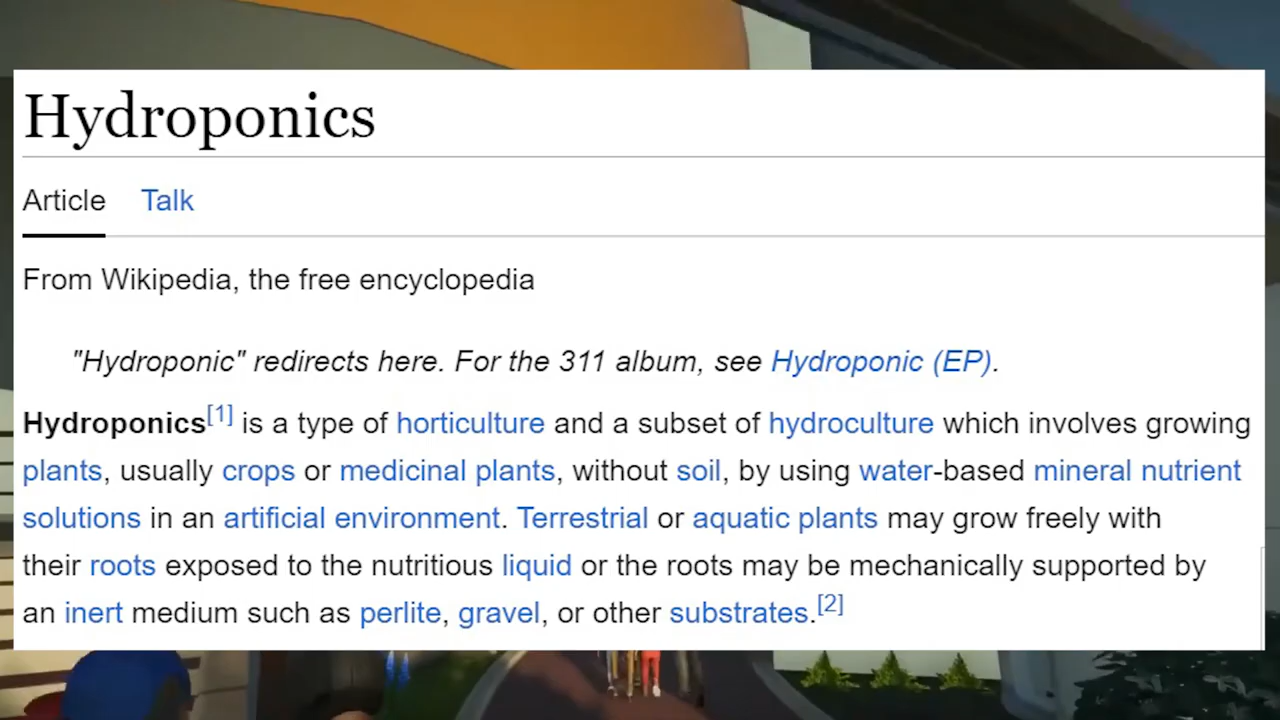 Hydroponics
Article Talk
From Wikipedia, the free encyclopedia
"Hydroponic" redirects here. For the 311 album, see Hydroponic (EP).
Hydroponics[1] is a type of horticulture and a subset of hydroculture which involves growing
plants, usually crops or medicinal plants, without soil, by using water-based mineral nutrient
solutions in an artificial environment. Terrestrial or aquatic plants may grow freely with
their roots exposed to the nutritious liquid or the roots may be mechanically supported by
an inert medium such as perlite, gravel, or other substrates.[2]